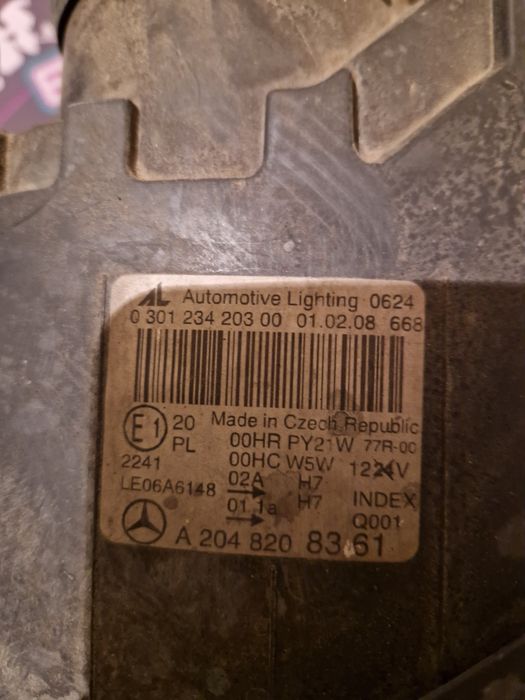 AL Automotive Lighting 0624
0 301 234 203 00 01.02.08 668
Made in Czech Republic
E1 20 00HR PY21W 77R-00
PL 00HC W5W 1224V
2241 02A H7
LE06A6148 01.1a H7 INDEX
Q001
A 204 820 83 61